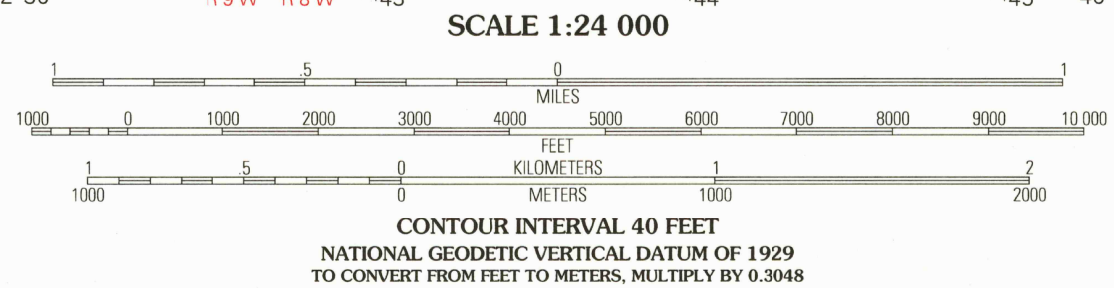 R9W R8W
SCALE 1:24 000
1 .5 0 1
MILES
1000 0 1000 2000 3000 4000 5000 6000 7000 8000 9000 10 000
FEET
1 .5 0 KILOMETERS 1 2
1000 0 METERS 1000 2000
CONTOUR INTERVAL 40 FEET
NATIONAL GEODETIC VERTICAL DATUM OF 1929
TO CONVERT FROM FEET TO METERS, MULTIPLY BY 0.3048